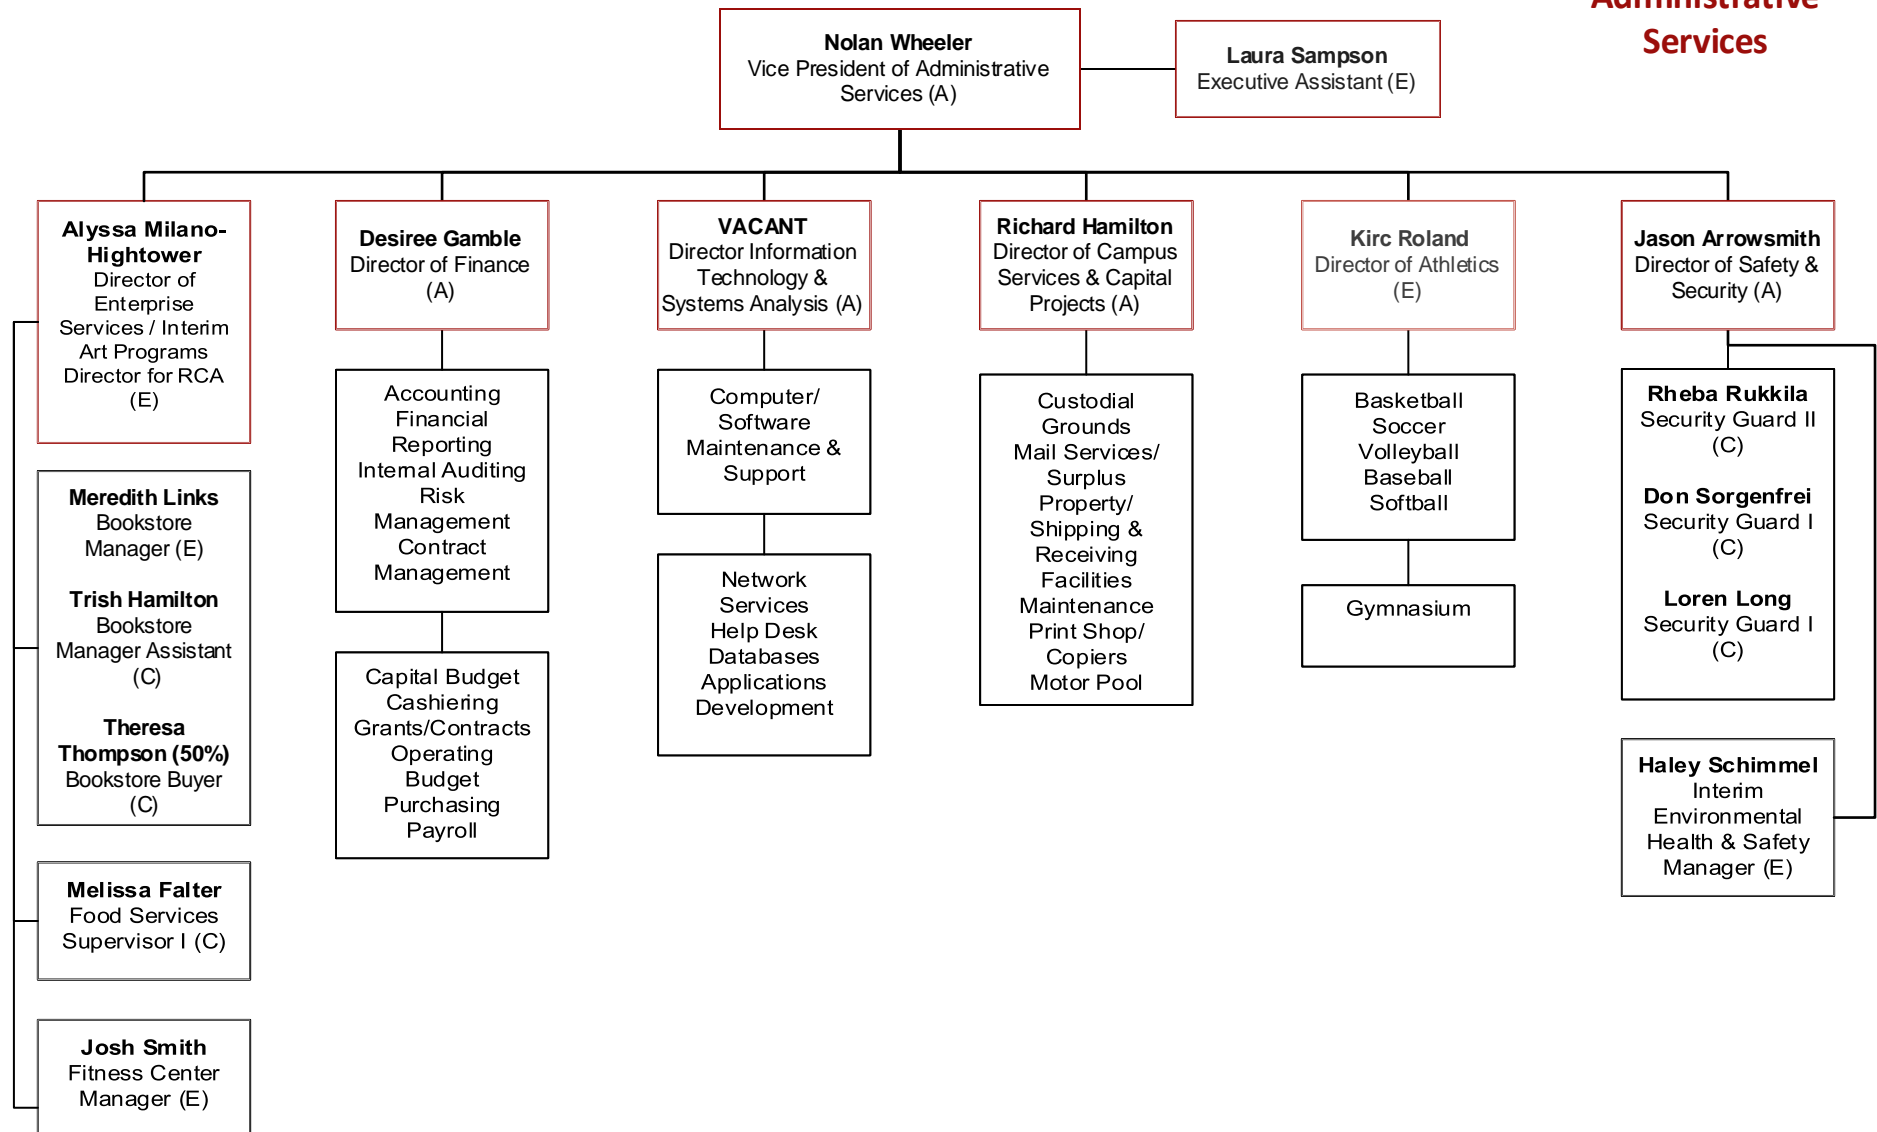 Administrative
Services
Nolan Wheeler
Vice President of Administrative
Services (A)
Laura Sampson
Executive Assistant (E)
Alyssa Milano-
Hightower
Director of
Enterprise
Services / Interim
Art Programs
Director for RCA
(E)
Desiree Gamble
Director of Finance
(A)
VACANT
Director Information
Technology &
Systems Analysis (A)
Richard Hamilton
Director of Campus
Services & Capital
Projects (A)
Kirc Roland
Director of Athletics
(E)
Jason Arrowsmith
Director of Safety &
Security (A)
Meredith Links
Bookstore
Manager (E)
Trish Hamilton
Bookstore
Manager Assistant
(C)
Theresa
Thompson (50%)
Bookstore Buyer
(C)
Melissa Falter
Food Services
Supervisor I (C)
Josh Smith
Fitness Center
Manager (E)
Accounting
Financial
Reporting
Internal Auditing
Risk
Management
Contract
Management
Capital Budget
Cashiering
Grants/Contracts
Operating
Budget
Purchasing
Payroll
Computer/
Software
Maintenance &
Support
Network
Services
Help Desk
Databases
Applications
Development
Custodial
Grounds
Mail Services/
Surplus
Property/
Shipping &
Receiving
Facilities
Maintenance
Print Shop/
Copiers
Motor Pool
Basketball
Soccer
Volleyball
Baseball
Softball
Gymnasium
Rheba Rukkila
Security Guard II
(C)
Don Sorgenfrei
Security Guard I
(C)
Loren Long
Security Guard I
(C)
Haley Schimmel
Interim
Environmental
Health & Safety
Manager (E)